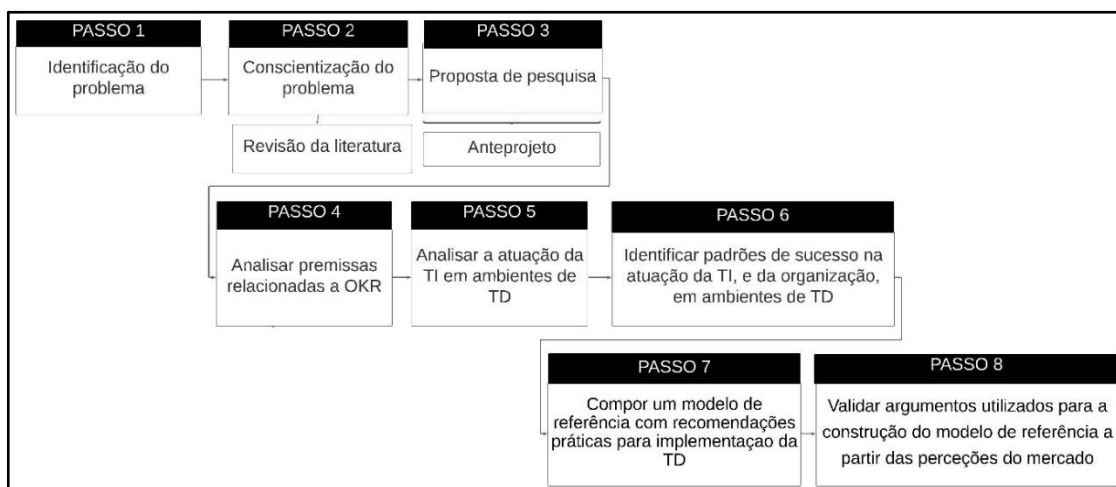 PASSO 1
Identificação do
problema
PASSO 2
Conscientização do
problema
Revisão da literatura
PASSO 3
Proposta de pesquisa
Anteprojeto
PASSO 4
Analisar premissas
relacionadas a OKR
PASSO 5
Analisar a atuação da
TI em ambientes de
TD
PASSO 6
Identificar padrões de sucesso na
atuação da TI, e da organização,
em ambientes de TD
PASSO 7
Compor um modelo de
referência com recomendações
práticas para implementaçao da
TD
PASSO 8
Validar argumentos utilizados para a
construção do modelo de referência a
partir das perceções do mercado